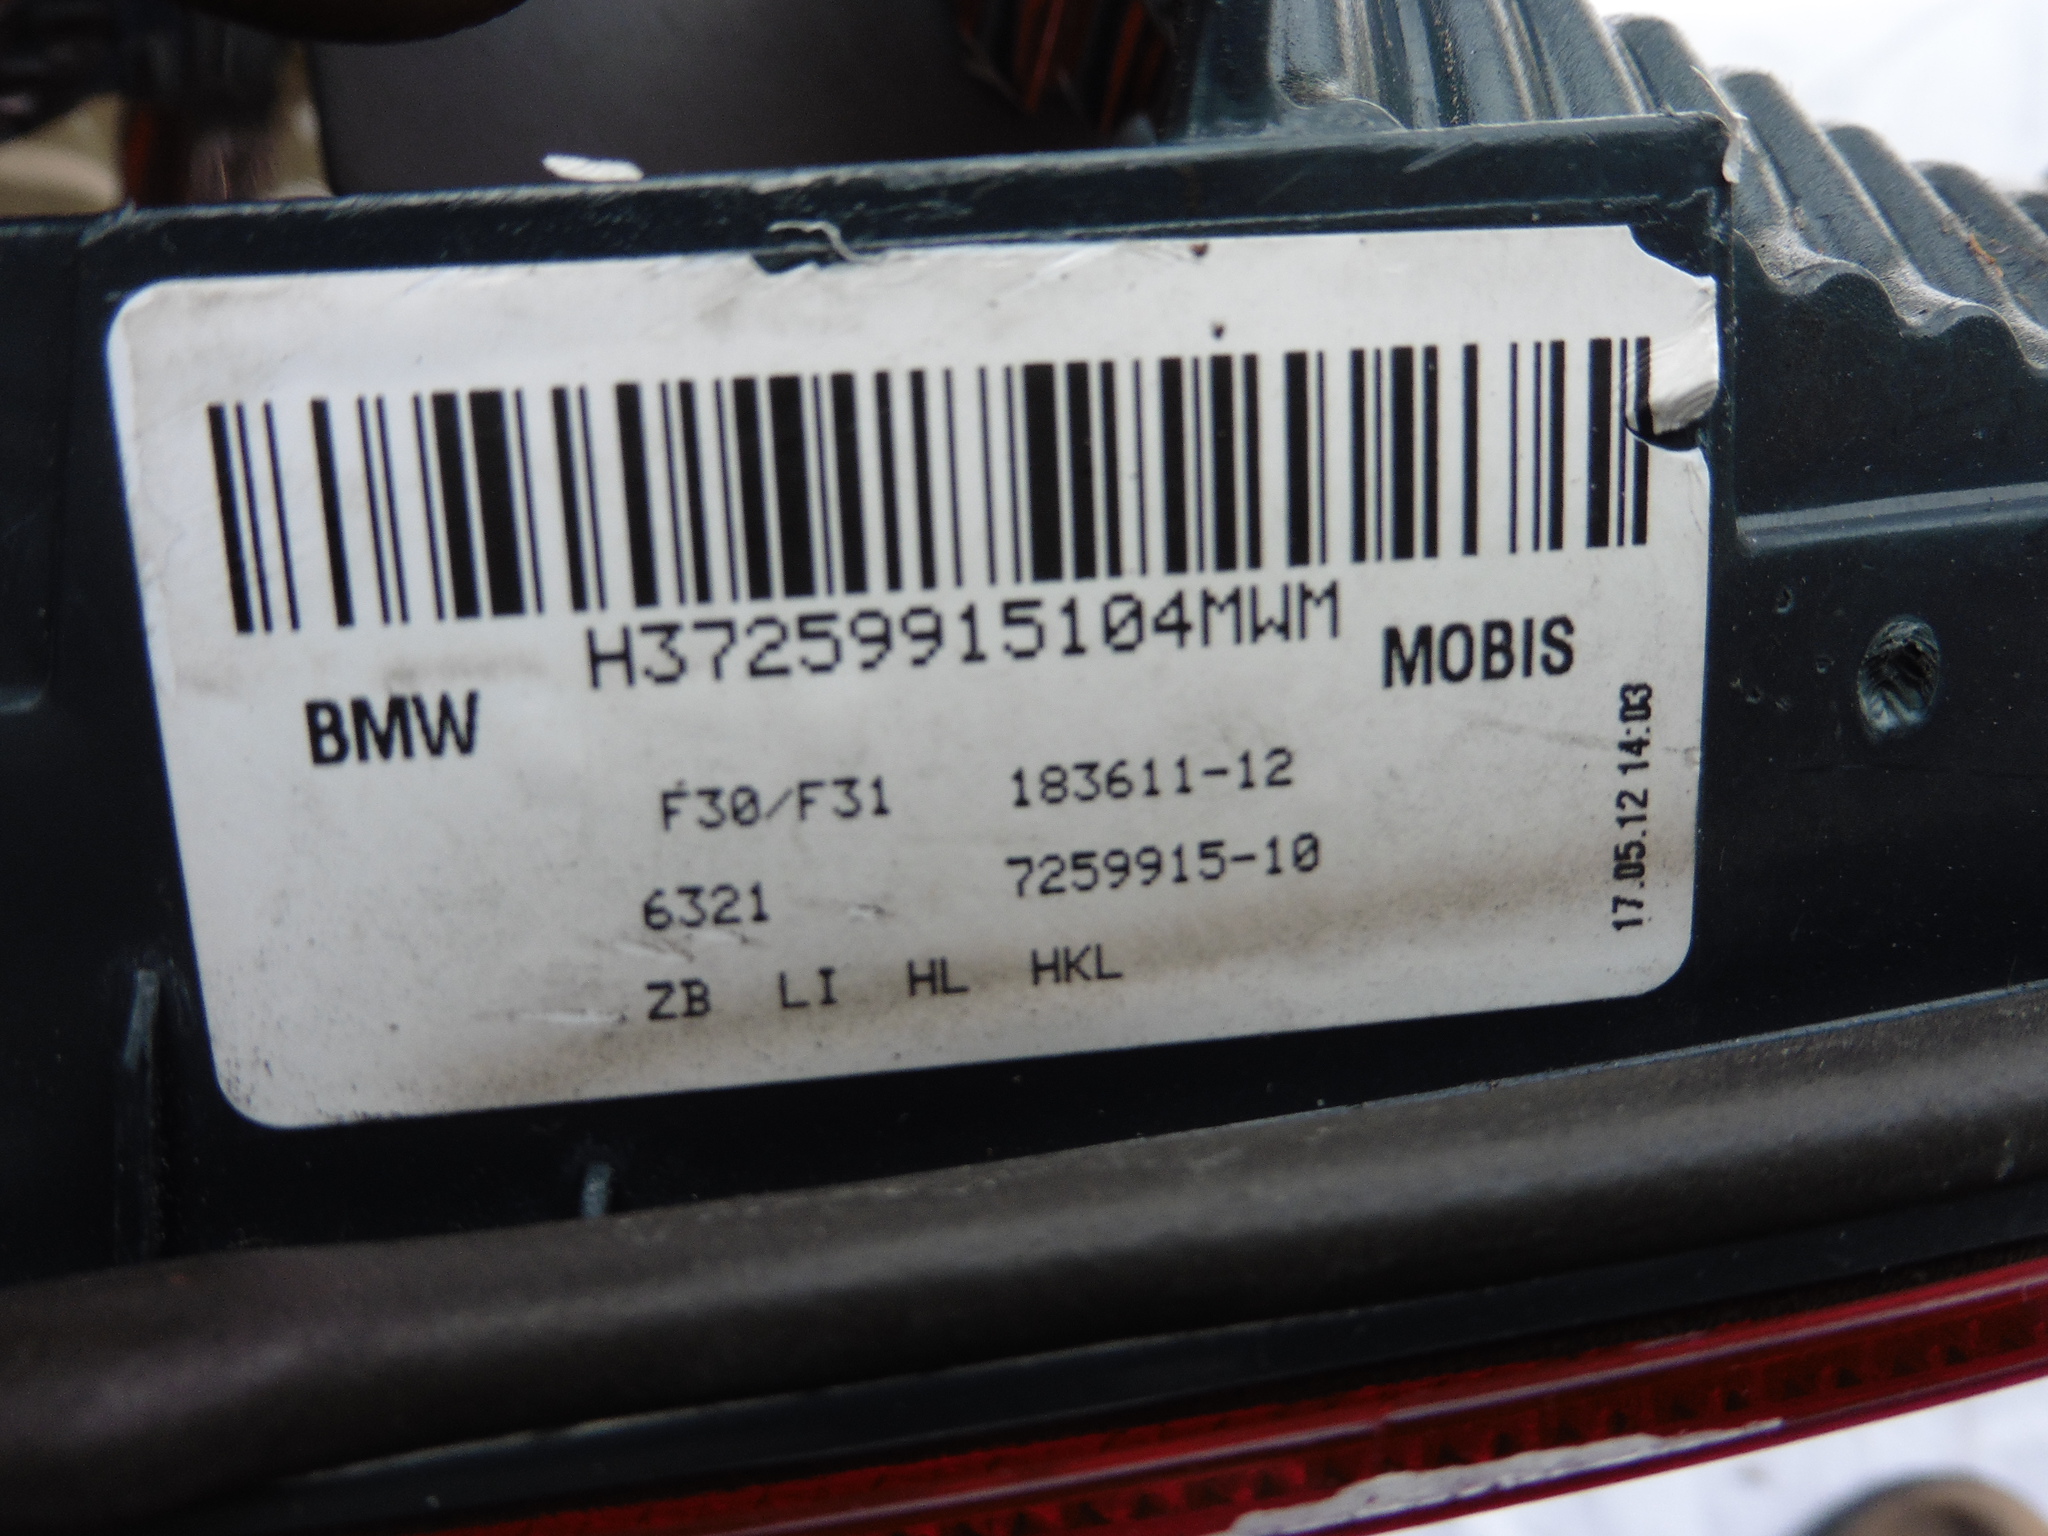 H37259915104MWM
BMW MOBIS
F30/F31 183611-12
6321 7259915-10
ZB LI HL HKL
17.05.12 14:03